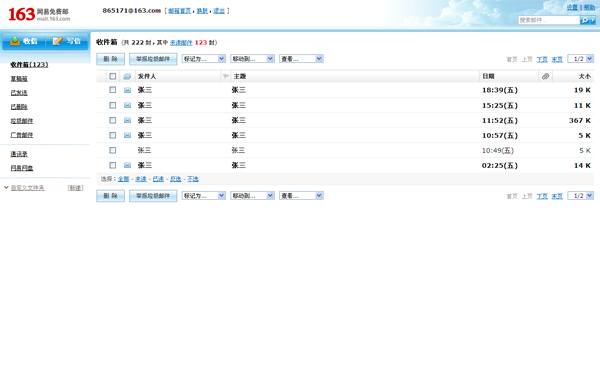 163 网易免费邮
mail.163.com
865171@163.com [ 邮箱首页 , 换肤 , 退出 ]
设置 | 帮助
搜索邮件...
收信 写信
收件箱(123)
草稿箱
已发送
已删除
垃圾邮件
广告邮件
通讯录
网易网盘
自定义文件夹 [新建]
收件箱 (共 222 封,其中 未读邮件 123 封)
删 除 举报垃圾邮件 标记为... 移动到... 查看... 首页 上页 下页 末页 1/2
发件人 主题 日期 大小
张三 张三 18:39(五) 19 K
张三 张三 15:25(五) 11 K
张三 张三 11:52(五) 367 K
张三 张三 10:57(五) 5 K
张三 张三 10:49(五) 5 K
张三 张三 02:25(五) 14 K
选择: 全部 - 未读 - 已读 - 反选 - 不选
删 除 举报垃圾邮件 标记为... 移动到... 查看... 首页 上页 下页 末页 1/2